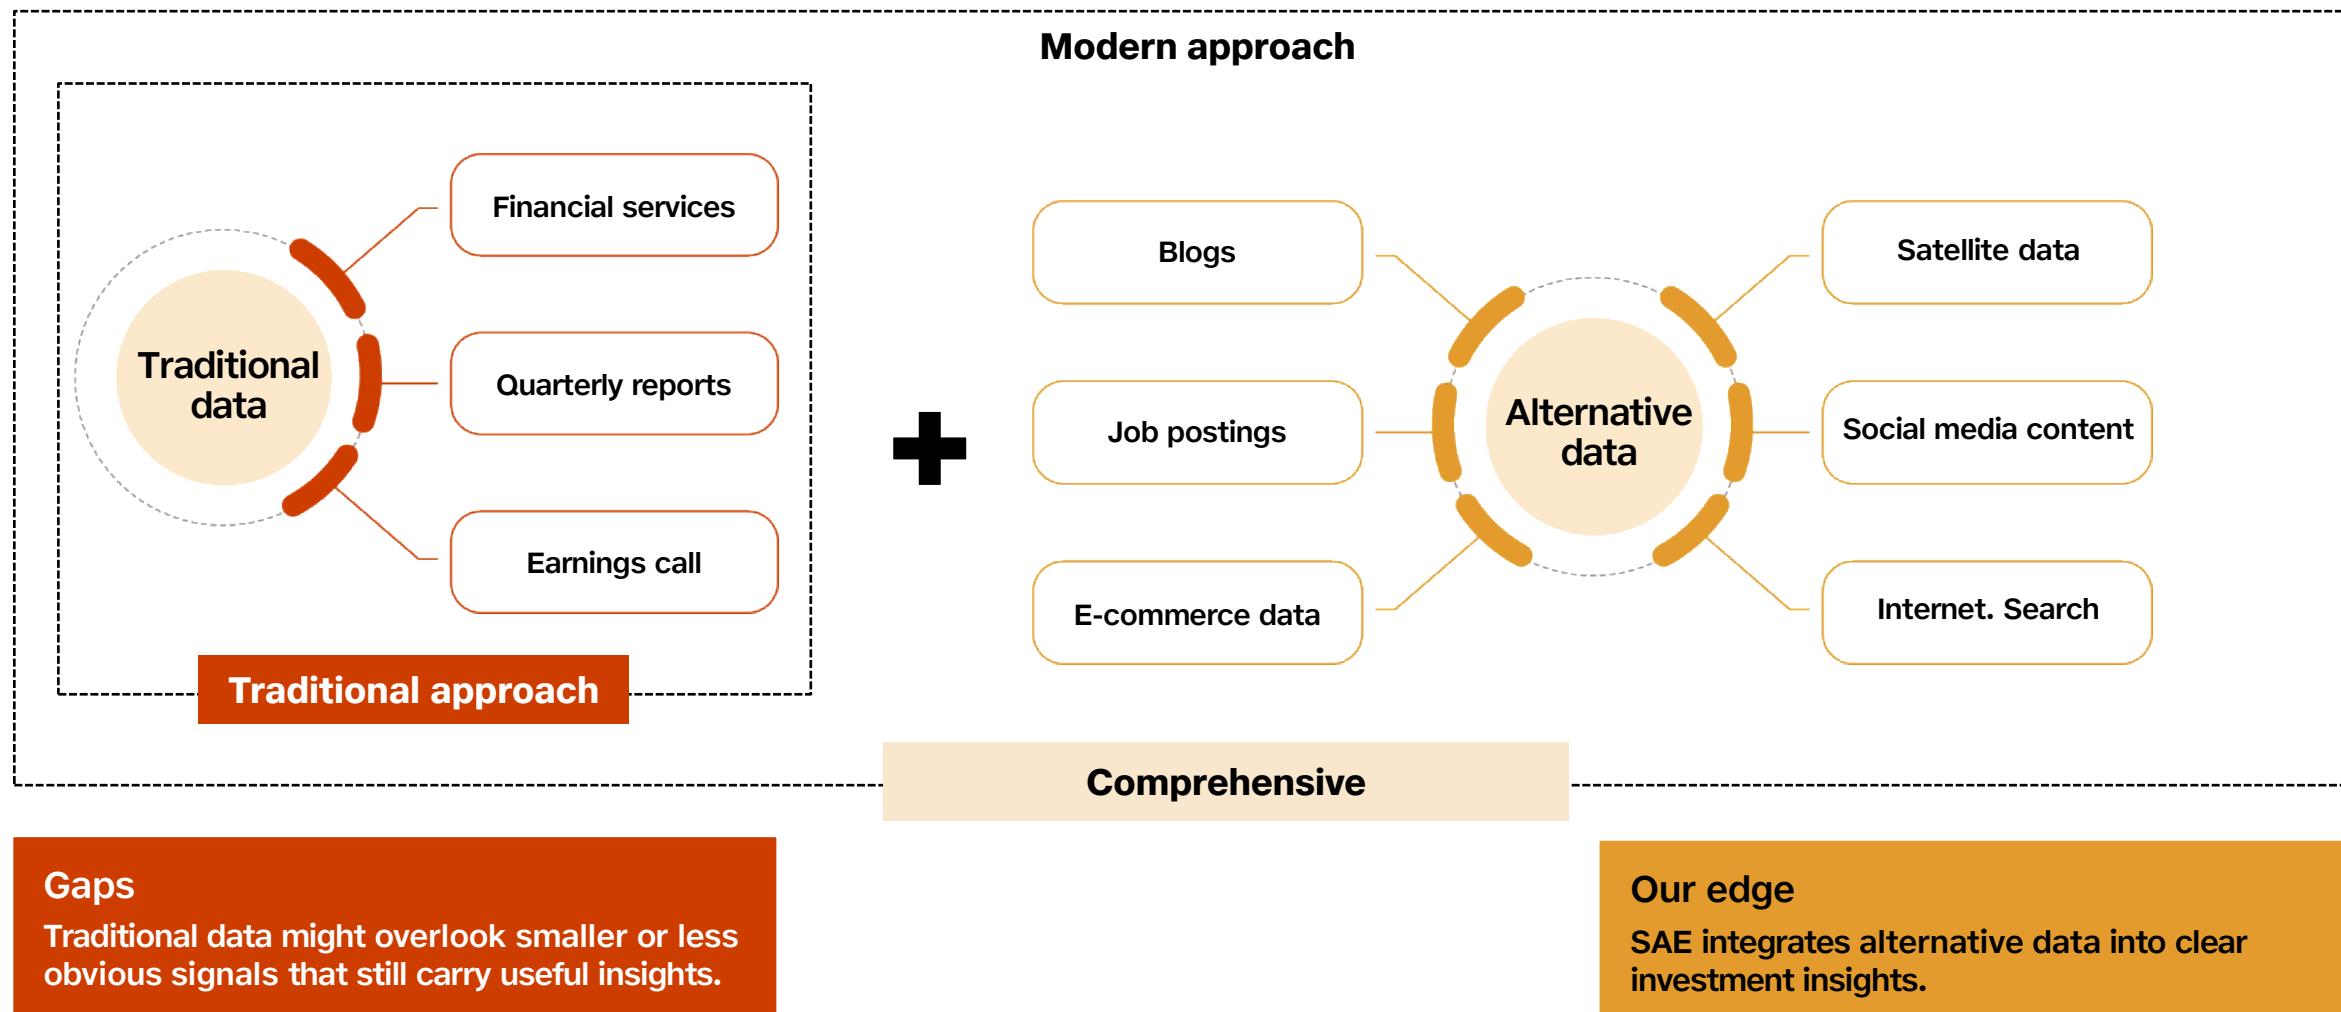 Modern approach
Financial services
Traditional
data
Quarterly reports
Earnings call
Traditional approach
Blogs
Job postings
E-commerce data
Alternative
data
Satellite data
Social media content
Internet. Search
Comprehensive
Gaps
Traditional data might overlook smaller or less
obvious signals that still carry useful insights.
Our edge
SAE integrates alternative data into clear
investment insights.